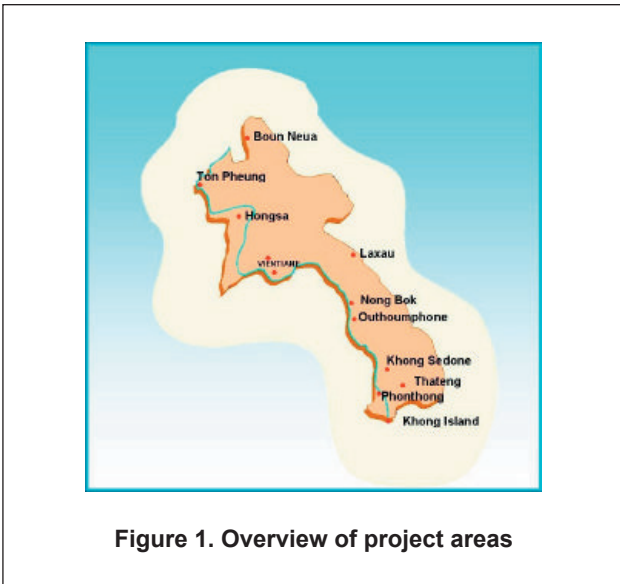 Boun Neua
Ton Pheung
Hongsa
Laxau
VIENTIANE
Nong Bok
Outhoumphone
Khong Sedone
Thateng
Phonthong
Khong Island
Figure 1. Overview of project areas